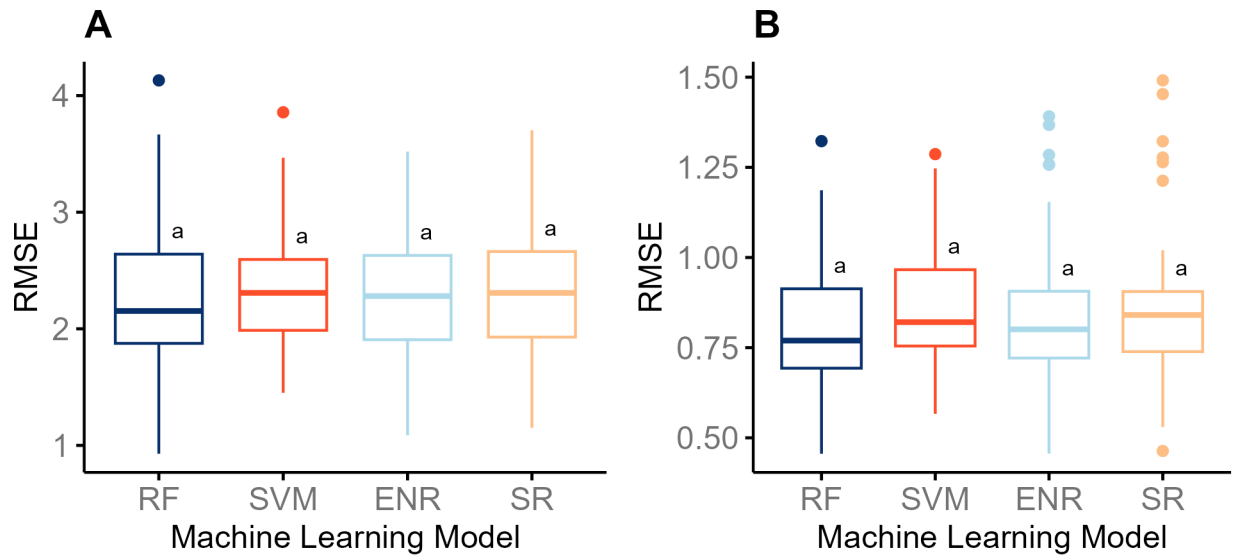 A
RMSE
4
3
2
1
a
a
a
a
RF
SVM
ENR
SR
Machine Learning Model
B
RMSE
1.50
1.25
1.00
0.75
0.50
a
a
a
a
RF
SVM
ENR
SR
Machine Learning Model